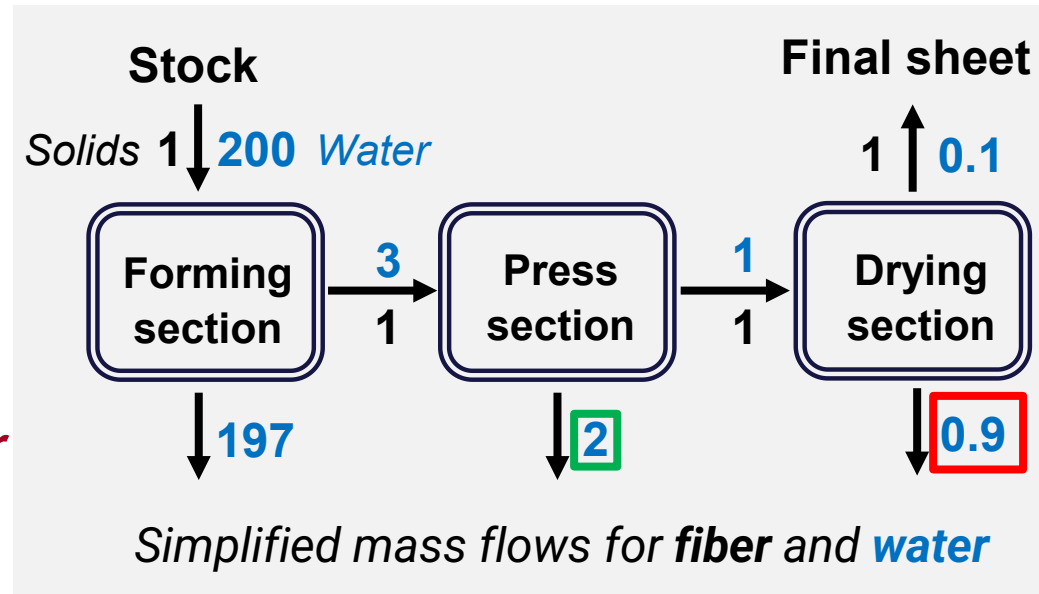 Stock
Final sheet
Solids 1 200 Water
1 0.1
Forming section
3
1
Press section
1
1
Drying section
197
2
0.9
Simplified mass flows for fiber and water